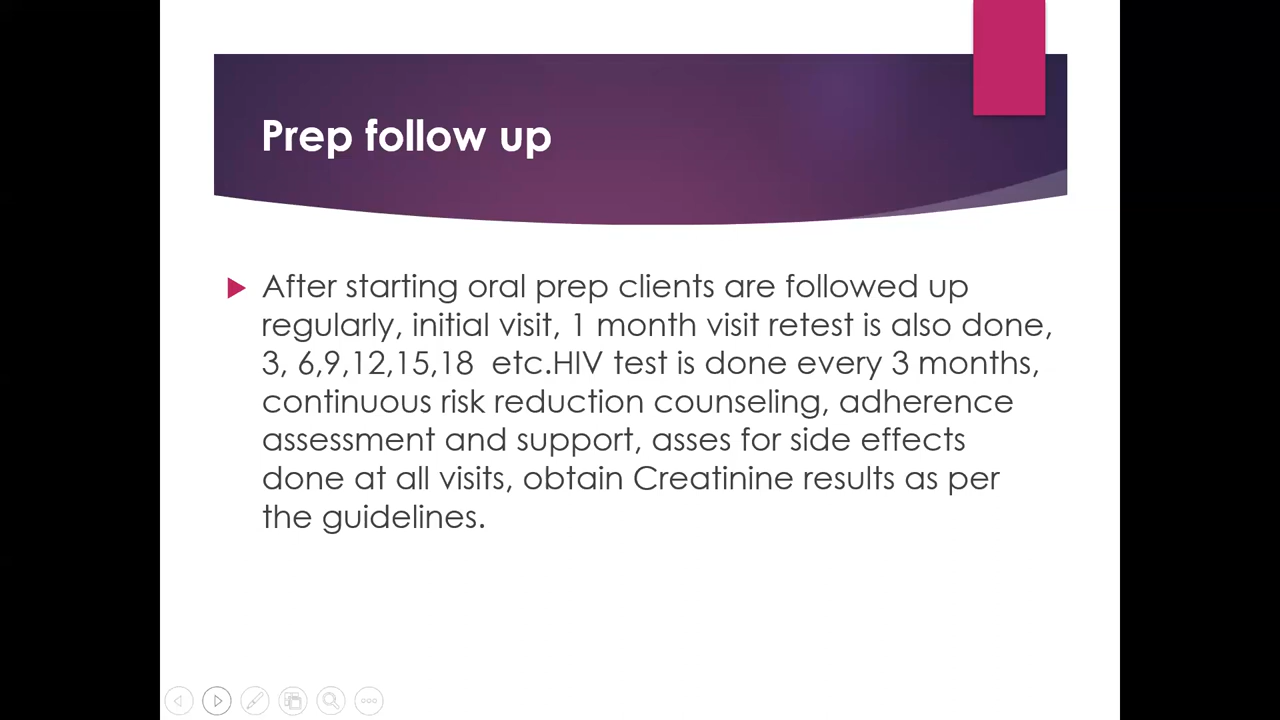 Prep follow up
After starting oral prep clients are followed up
regularly, initial visit, 1 month visit retest is also done,
3, 6,9,12,15,18  etc.HIV test is done every 3 months,
continuous risk reduction counseling, adherence
assessment and support, asses for side effects
done at all visits, obtain Creatinine results as per
the guidelines.